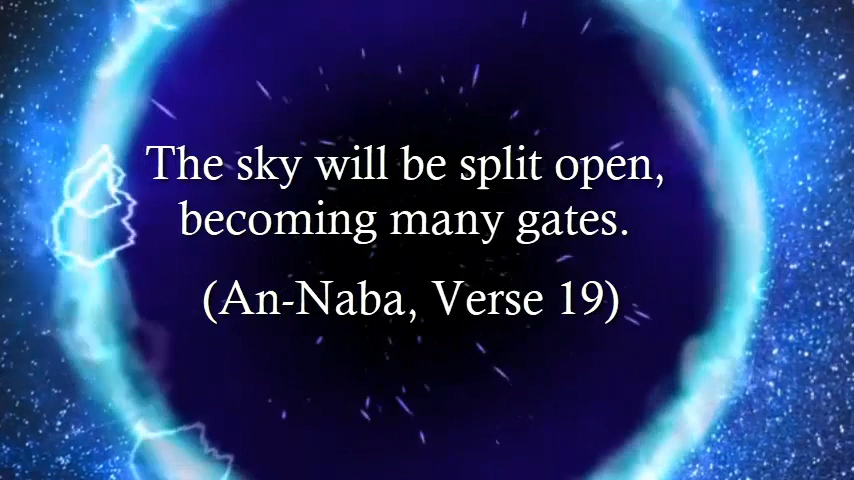 The sky will be split open,
becoming many gates.
(An-Naba, Verse 19)